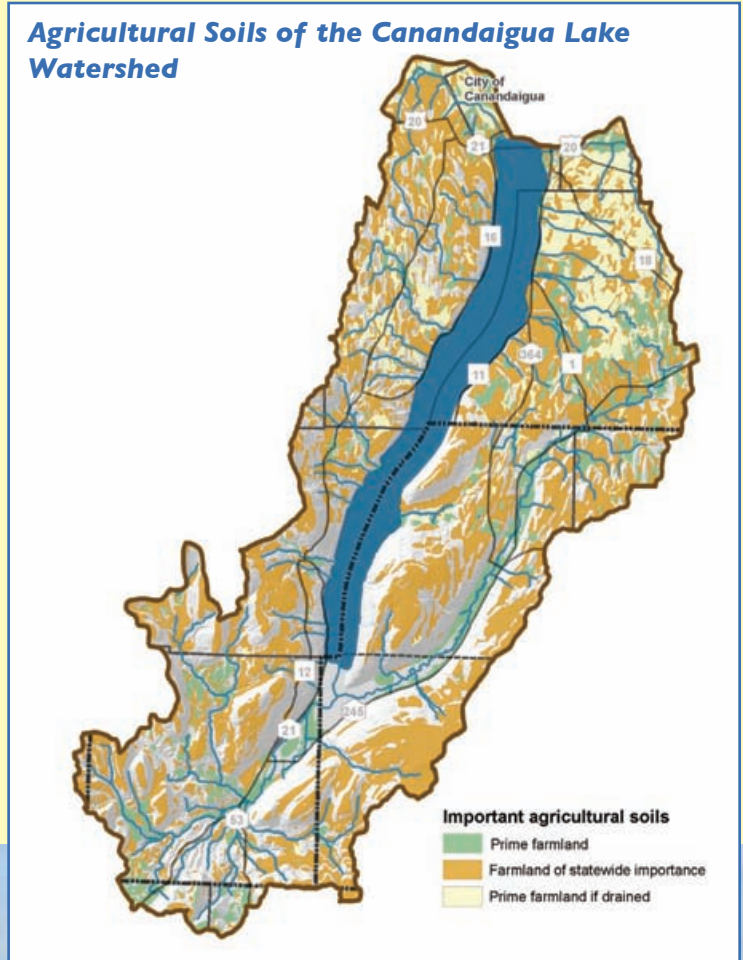 Agricultural Soils of the Canandaigua Lake
Watershed
City of
Canandaigua
20
21
20
16
18
364
1
11
12
245
21
53
Important agricultural soils
Prime farmland
Farmland of statewide importance
Prime farmland if drained